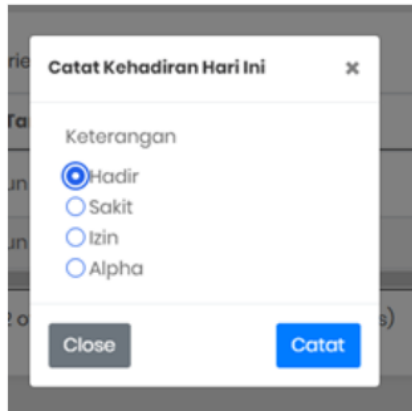 Catat Kehadiran Hari Ini ×
Keterangan
Hadir
Sakit
Izin
Alpha
Close Catat